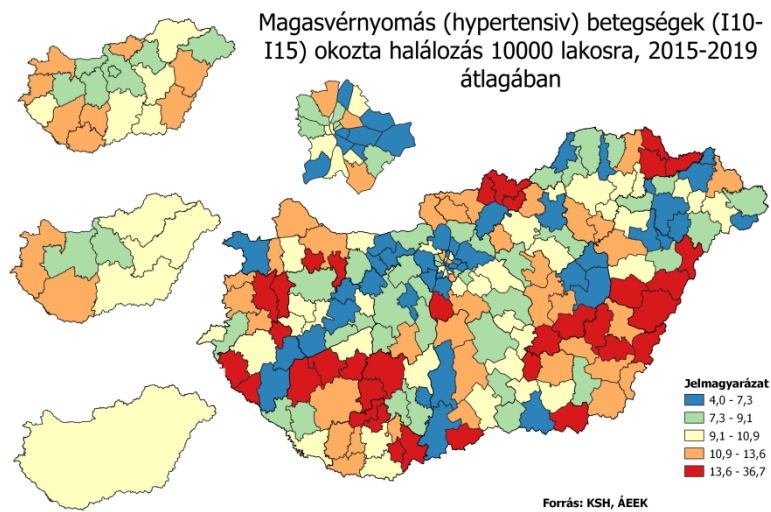 Magasvérnyomás (hypertensiv) betegségek (I10-
I15) okozta halálozás 10000 lakosra, 2015-2019
átlagában
Jelmagyarázat
4,0 - 7,3
7,3 - 9,1
9,1 - 10,9
10,9 - 13,6
13,6 - 36,7
Forrás: KSH, ÁEEK